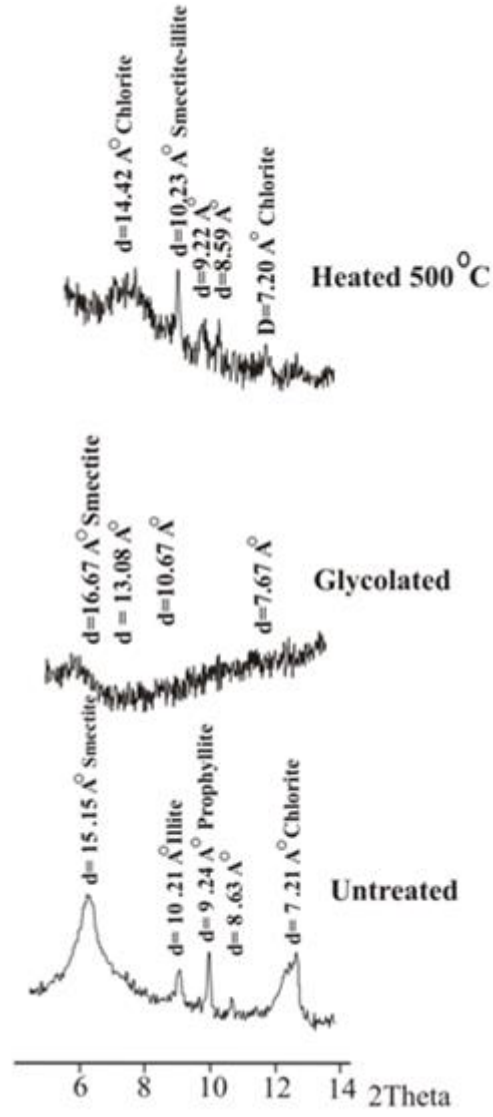 d=14.42 A° Chlorite
d=10.23 A° Smectite-illite
d=9.22 A°
d=8.59 A°
D=7.20 A° Chlorite
Heated 500 °C
d=16.67 A° Smectite
d = 13.08 A°
d=10.67 A°
d=7.67 A°
Glycolated
d= 15 .15 A° Smectite
d= 10 .21 A° Illite
d= 9 .24 A° Prophyllite
d= 8 .63 A°
d= 7 .21 A° Chlorite
Untreated
6 8 10 12 14 2Theta